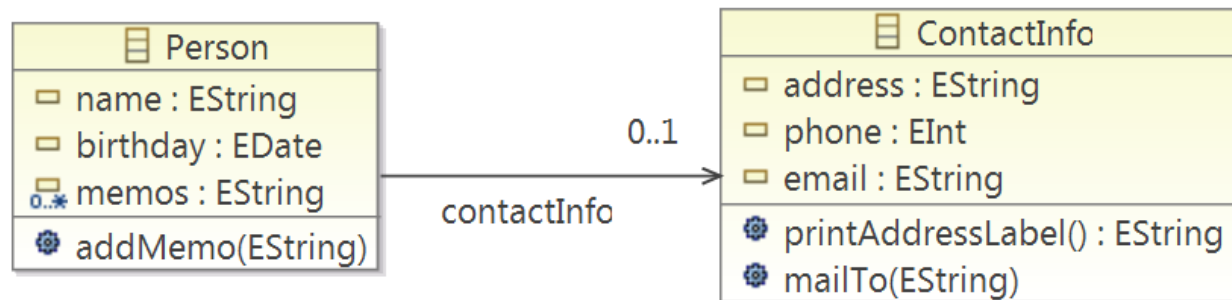 Person
name : EString
birthday : EDate
0..* memos : EString
addMemo(EString)
0..1
contactInfo
ContactInfo
address : EString
phone : EInt
email : EString
printAddressLabel() : EString
mailTo(EString)